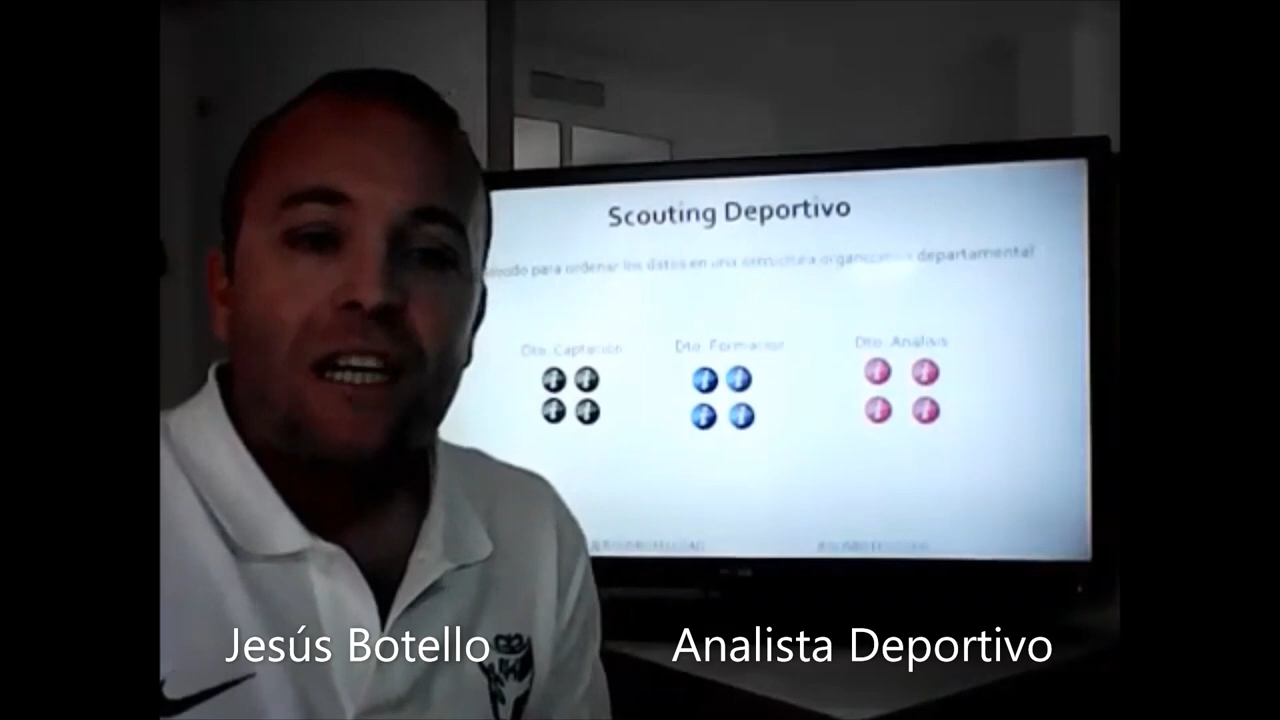 Scouting Deportivo
para ordenar los datos en una estructura organizativa departamental
Dto. Captación Dto. Formación Dto. Análisis
Jesús Botello Analista Deportivo